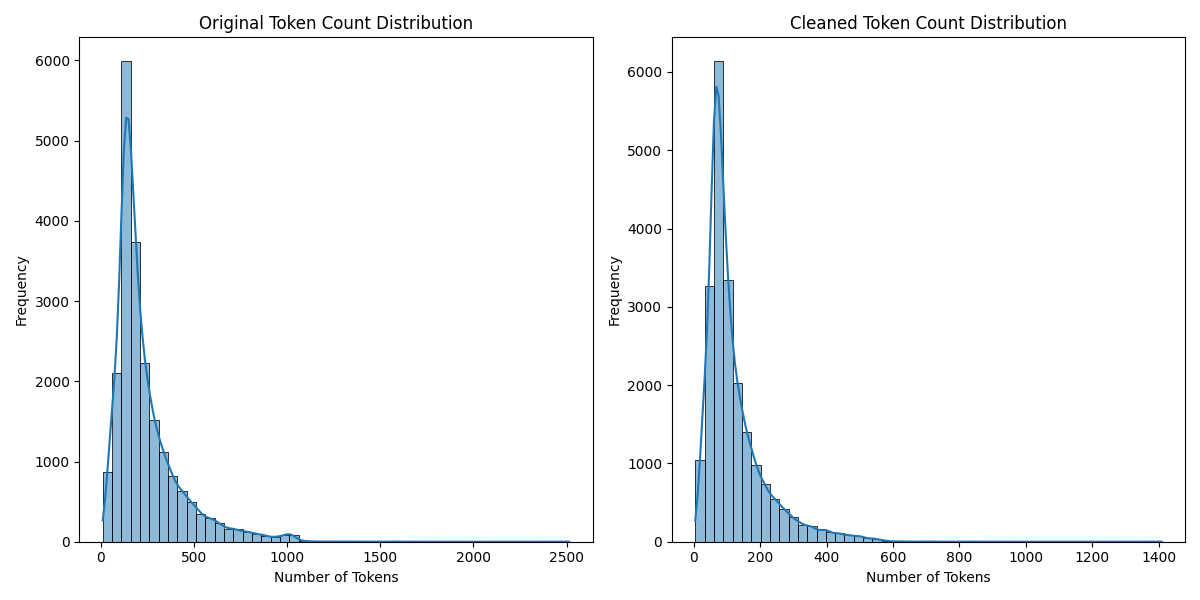 Original Token Count Distribution
Frequency
6000
5000
4000
3000
2000
1000
0
0 500 1000 1500 2000 2500
Number of Tokens
Cleaned Token Count Distribution
Frequency
6000
5000
4000
3000
2000
1000
0
0 200 400 600 800 1000 1200 1400
Number of Tokens